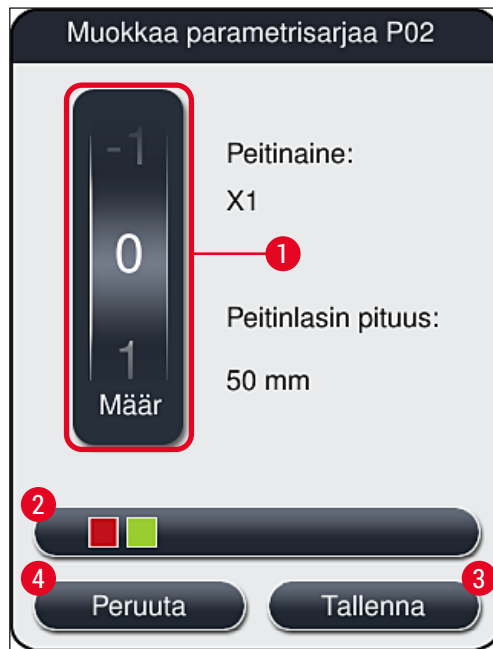 Muokkaa parametrisarjaa P02
-1
0
1
Määr
1
Peitinaine:
X1
Peitinlasin pituus:
50 mm
2
4
Peruuta
3
Tallenna